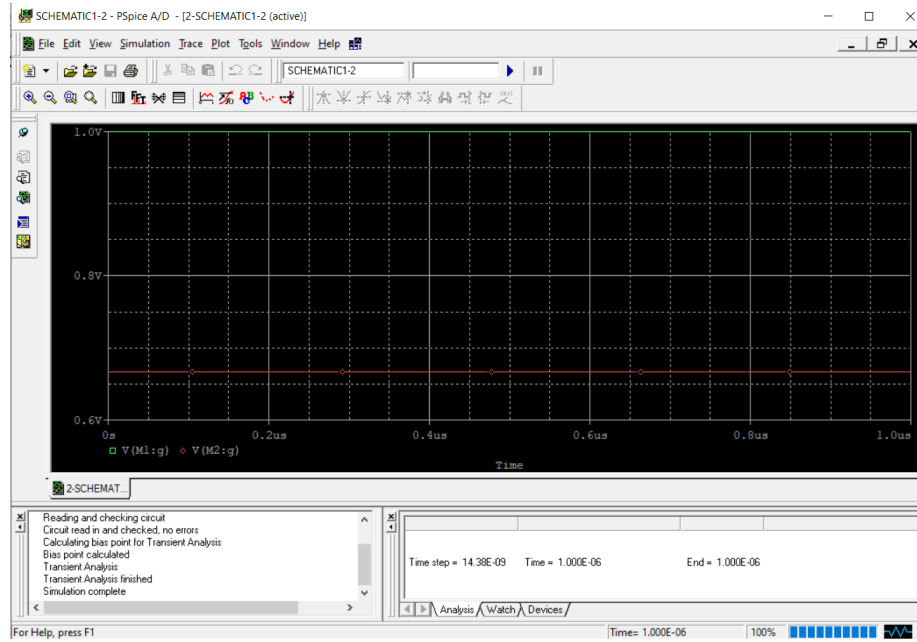 SCHEMATIC1-2 - PSpice A/D - [2-SCHEMATIC1-2 (active)]
File Edit View Simulation Trace Plot Tools Window Help
SCHEMATIC1-2
1.0V
0.8V
0.6V
0s 0.2us 0.4us 0.6us 0.8us 1.0us
V(M1:g) V(M2:g)
Time
2-SCHEMAT...
Reading and checking circuit
Circuit read in and checked, no errors
Calculating bias point for Transient Analysis
Bias point calculated
Transient Analysis
Transient Analysis finished
Simulation complete
Time step = 14.38E-09 Time = 1.000E-06 End = 1.000E-06
Analysis Watch Devices
For Help, press F1 Time= 1.000E-06 100%